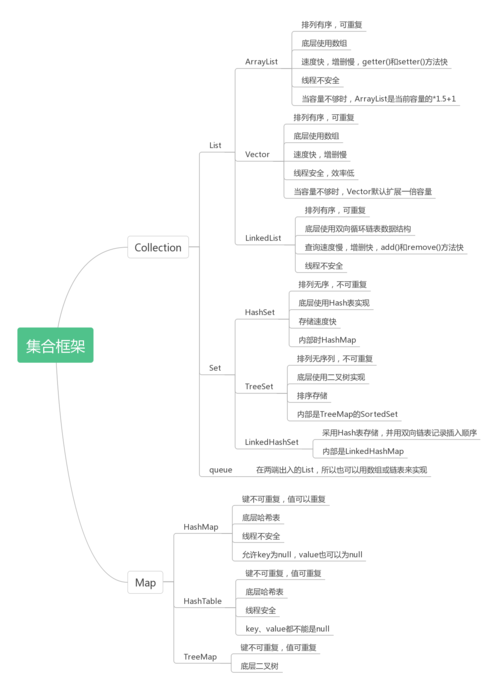 集合框架
Collection
List
ArrayList
排列有序，可重复
底层使用数组
速度快，增删慢，getter()和setter()方法快
线程不安全
当容量不够时，ArrayList是当前容量的*1.5+1
Vector
排列有序，可重复
底层使用数组
速度快，增删慢
线程安全，效率低
当容量不够时，Vector默认扩展一倍容量
LinkedList
排列有序，可重复
底层使用双向循环链表数据结构
查询速度慢，增删快，add()和remove()方法快
线程不安全
Set
HashSet
排列无序，不可重复
底层使用Hash表实现
存储速度快
内部时HashMap
TreeSet
排列无序列，不可重复
底层使用二叉树实现
排序存储
内部是TreeMap的SortedSet
LinkedHashSet
采用Hash表存储，并用双向链表记录插入顺序
内部是LinkedHashMap
queue
在两端出入的List，所以也可以用数组或链表来实现
Map
HashMap
键不可重复，值可以重复
底层哈希表
线程不安全
允许key为null，value也可以为null
HashTable
键不可重复，值可重复
底层哈希表
线程安全
key、value都不能是null
TreeMap
键不可重复，值可重复
底层二叉树